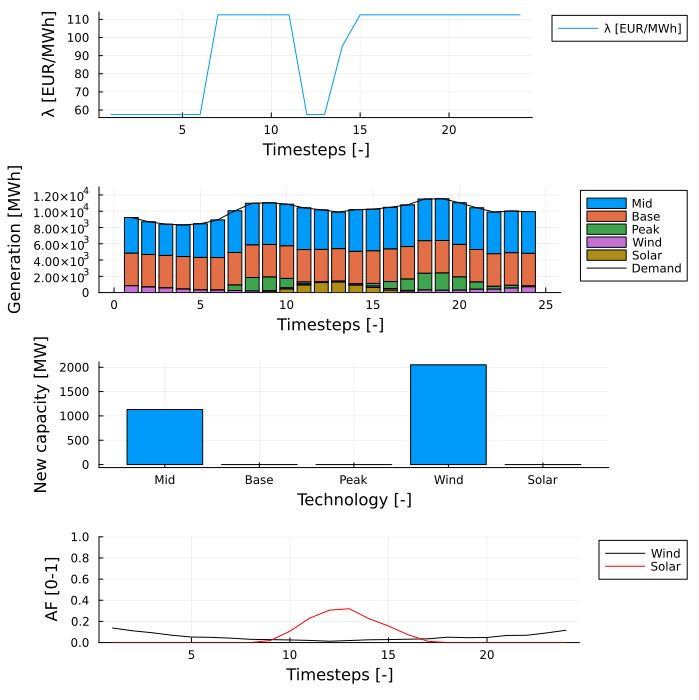 λ [EUR/MWh]
110
100
90
80
70
60
5
10
15
20
Timesteps [-]
λ [EUR/MWh]
Generation [MWh]
1.20×10⁴
1.00×10⁴
8.00×10³
6.00×10³
4.00×10³
2.00×10³
0
0
5
10
15
20
25
Timesteps [-]
Mid
Base
Peak
Wind
Solar
Demand
New capacity [MW]
2000
1500
1000
500
0
Mid
Base
Peak
Wind
Solar
Technology [-]
AF [0-1]
1.0
0.8
0.6
0.4
0.2
0.0
5
10
15
20
Timesteps [-]
Wind
Solar